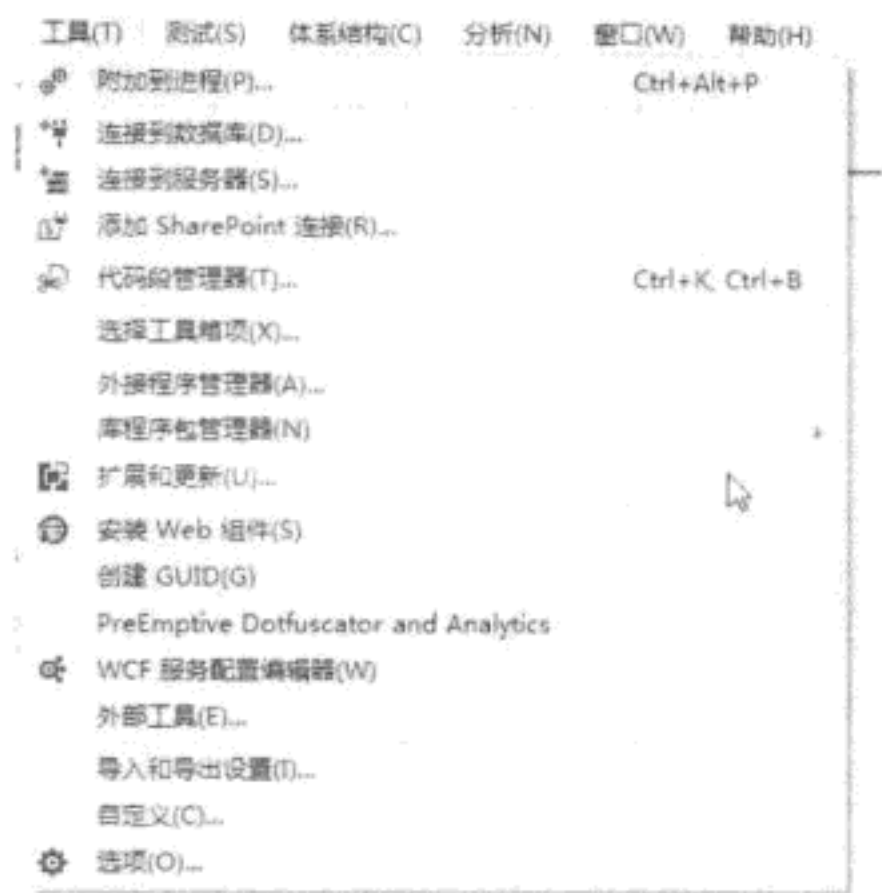 工具(T) 测试(S) 体系结构(C) 分析(N) 窗口(W) 帮助(H)
附加到进程(P)... Ctrl+Alt+P
连接到数据库(D)...
连接到服务器(S)...
添加 SharePoint 连接(R)...
代码段管理器(T)... Ctrl+K, Ctrl+B
选择工具箱项(X)...
外接程序管理器(A)...
库程序包管理器(N)
扩展和更新(U)...
安装 Web 组件(S)
创建 GUID(G)
PreEmptive Dotfuscator and Analytics
WCF 服务配置编辑器(W)
外部工具(E)...
导入和导出设置(I)...
自定义(C)...
选项(O)...